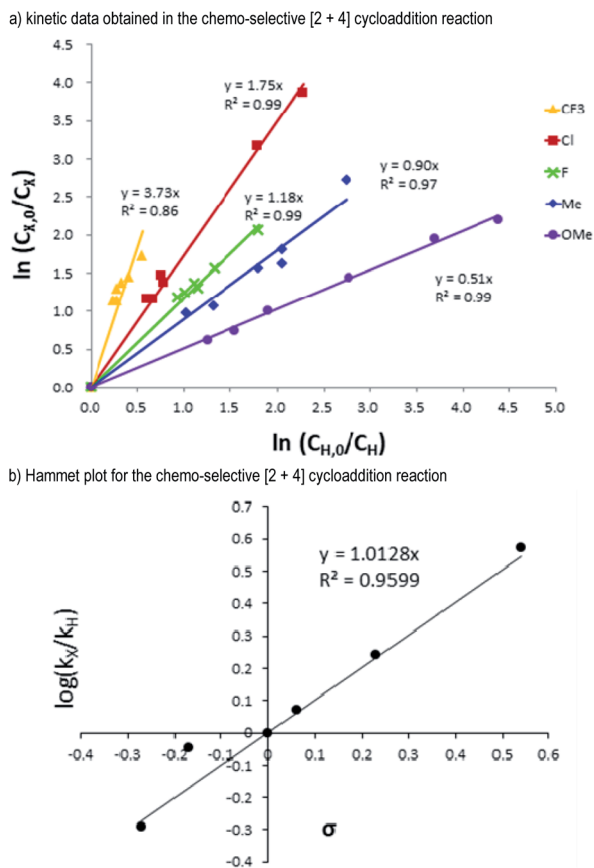 a) kinetic data obtained in the chemo-selective [2 + 4] cycloaddition reaction
4.5
4.0
3.5
3.0
2.5
2.0
1.5
1.0
0.5
0.0
ln (CX,0/CX)
y = 1.75x
R² = 0.99
y = 3.73x
R² = 0.86
y = 1.18x
R² = 0.99
y = 0.90x
R² = 0.97
y = 0.51x
R² = 0.99
CF3
Cl
F
Me
OMe
0.0 0.5 1.0 1.5 2.0 2.5 3.0 3.5 4.0 4.5 5.0
ln (CH,0/CH)
b) Hammet plot for the chemo-selective [2 + 4] cycloaddition reaction
0.7
0.6
0.5
0.4
0.3
0.2
0.1
0
-0.1
-0.2
-0.3
-0.4
log(kX/kH)
y = 1.0128x
R² = 0.9599
-0.4 -0.3 -0.2 -0.1 0 0.1 0.2 0.3 0.4 0.5 0.6
σ